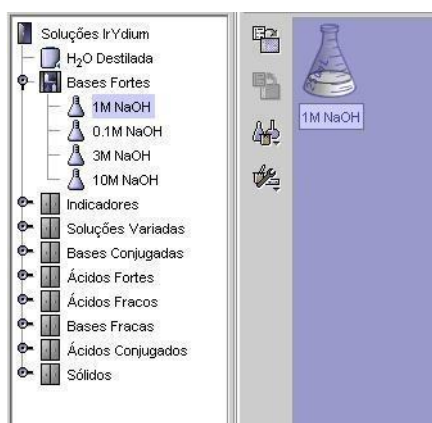 Soluções IrYdium
H2O Destilada
Bases Fortes
1M NaOH
0.1M NaOH
3M NaOH
10M NaOH
Indicadores
Soluções Variadas
Bases Conjugadas
Ácidos Fortes
Ácidos Fracos
Bases Fracas
Ácidos Conjugados
Sólidos
1M NaOH